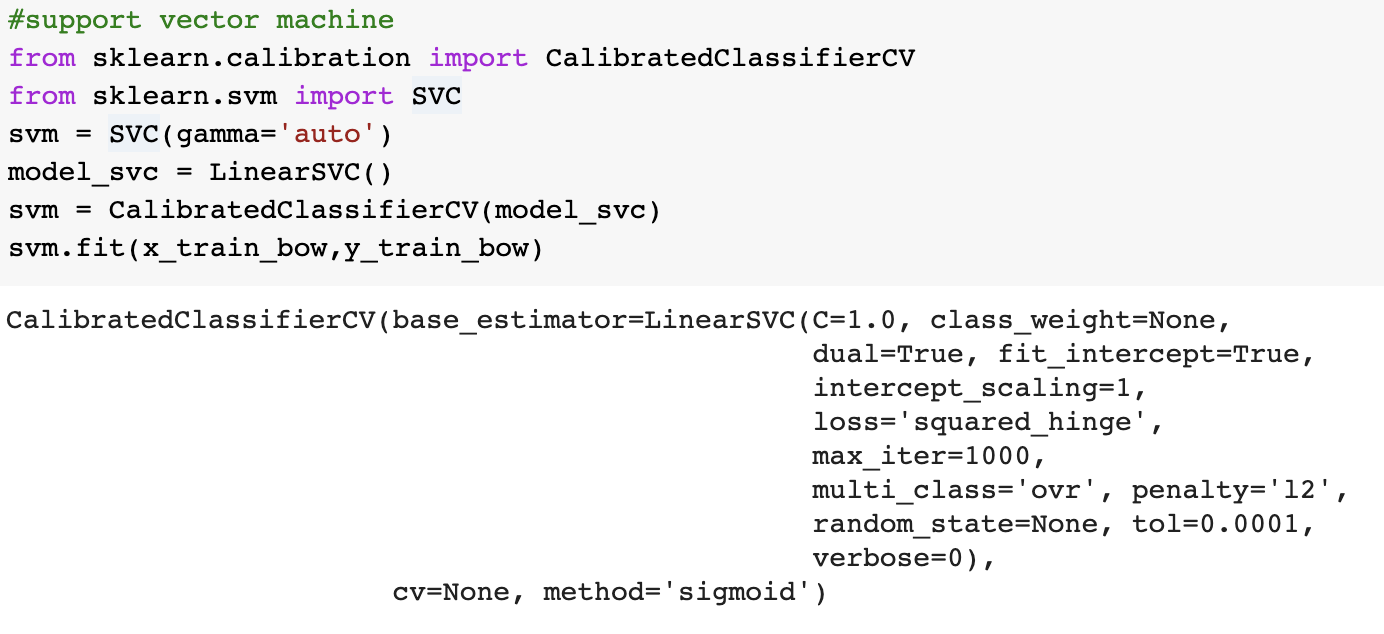 #support vector machine
from sklearn.calibration import CalibratedClassifierCV
from sklearn.svm import SVC
svm = SVC(gamma='auto')
model_svc = LinearSVC()
svm = CalibratedClassifierCV(model_svc)
svm.fit(x_train_bow,y_train_bow)
CalibratedClassifierCV(base_estimator=LinearSVC(C=1.0, class_weight=None,
dual=True, fit_intercept=True,
intercept_scaling=1,
loss='squared_hinge',
max_iter=1000,
multi_class='ovr', penalty='l2',
random_state=None, tol=0.0001,
verbose=0),
cv=None, method='sigmoid')